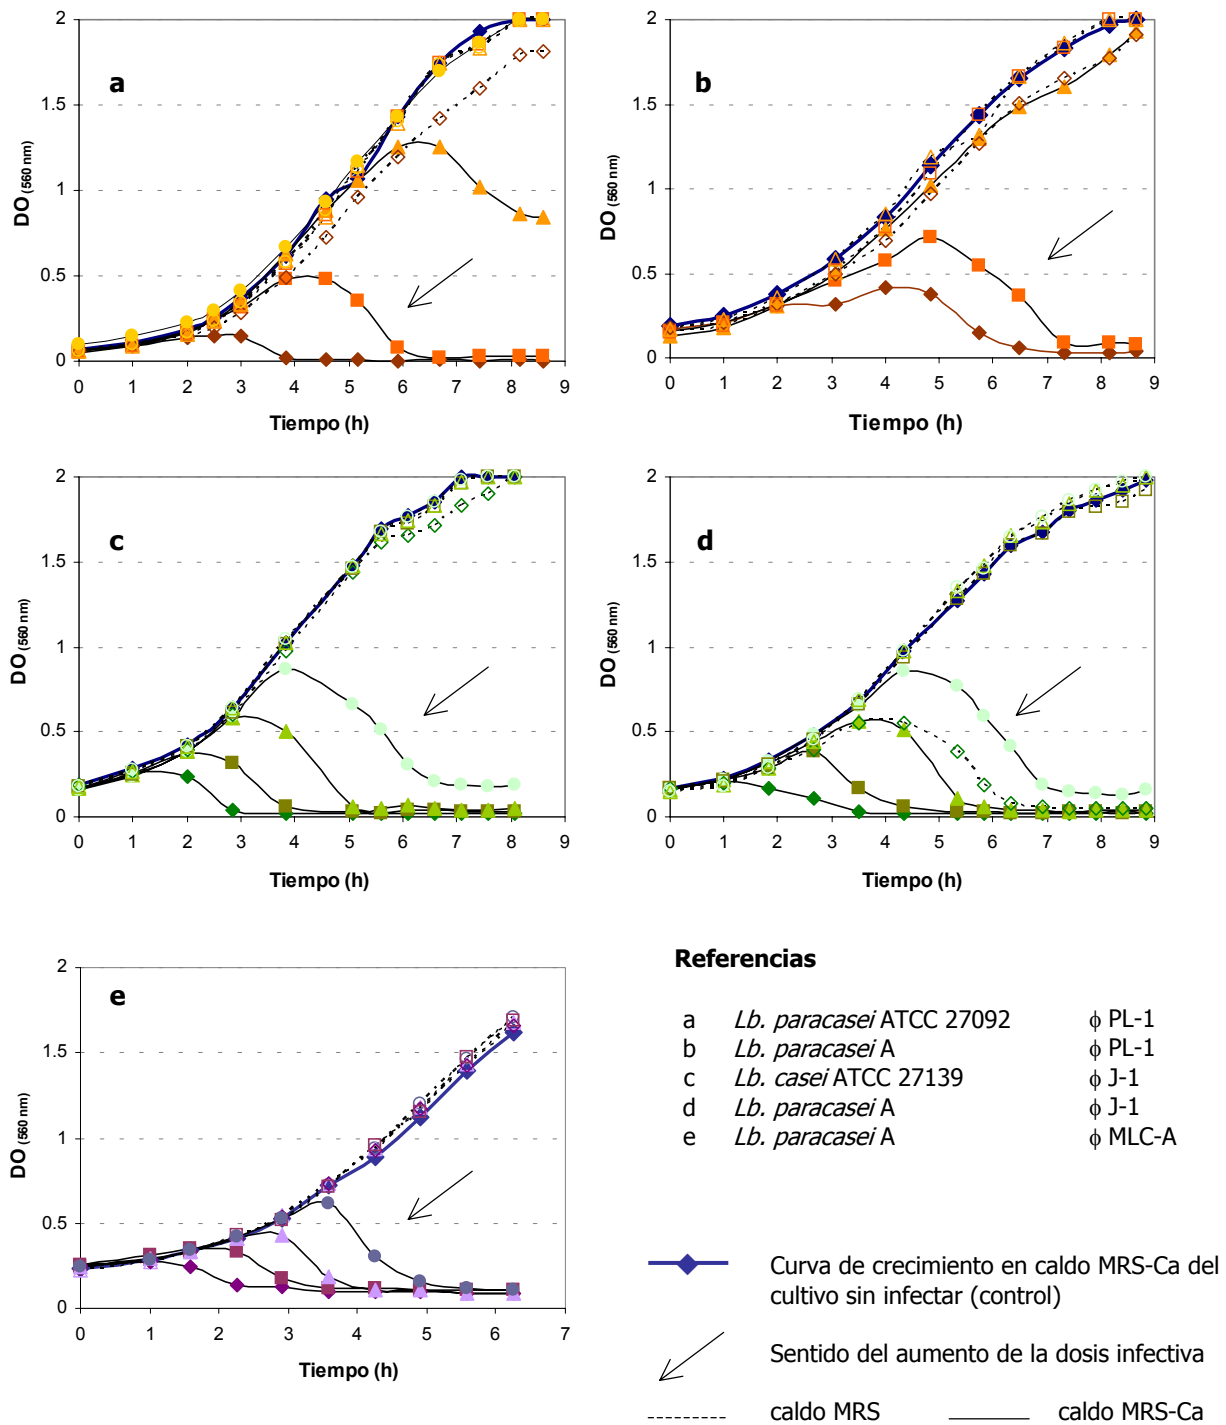 a
DO (560 nm)
2
1.5
1
0.5
0
0 1 2 3 4 5 6 7 8 9
Tiempo (h)
b
DO (560 nm)
2
1.5
1
0.5
0
0 1 2 3 4 5 6 7 8 9
Tiempo (h)
c
DO (560 nm)
2
1.5
1
0.5
0
0 1 2 3 4 5 6 7 8 9
Tiempo (h)
d
DO (560 nm)
2
1.5
1
0.5
0
0 1 2 3 4 5 6 7 8 9
Tiempo (h)
e
DO (560 nm)
2
1.5
1
0.5
0
0 1 2 3 4 5 6 7
Tiempo (h)
Referencias
a Lb. paracasei ATCC 27092 ϕ PL-1
b Lb. paracasei A ϕ PL-1
c Lb. casei ATCC 27139 ϕ J-1
d Lb. paracasei A ϕ J-1
e Lb. paracasei A ϕ MLC-A
Curva de crecimiento en caldo MRS-Ca del
cultivo sin infectar (control)
Sentido del aumento de la dosis infectiva
caldo MRS caldo MRS-Ca